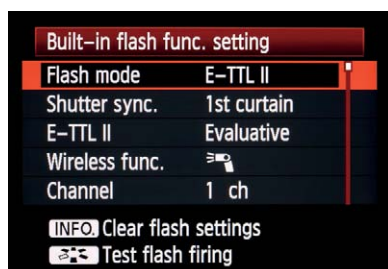 Built-in flash func. setting
Flash mode E-TTL II
Shutter sync. 1st curtain
E-TTL II Evaluative
Wireless func.
Channel 1 ch
INFO. Clear flash settings
Test flash firing